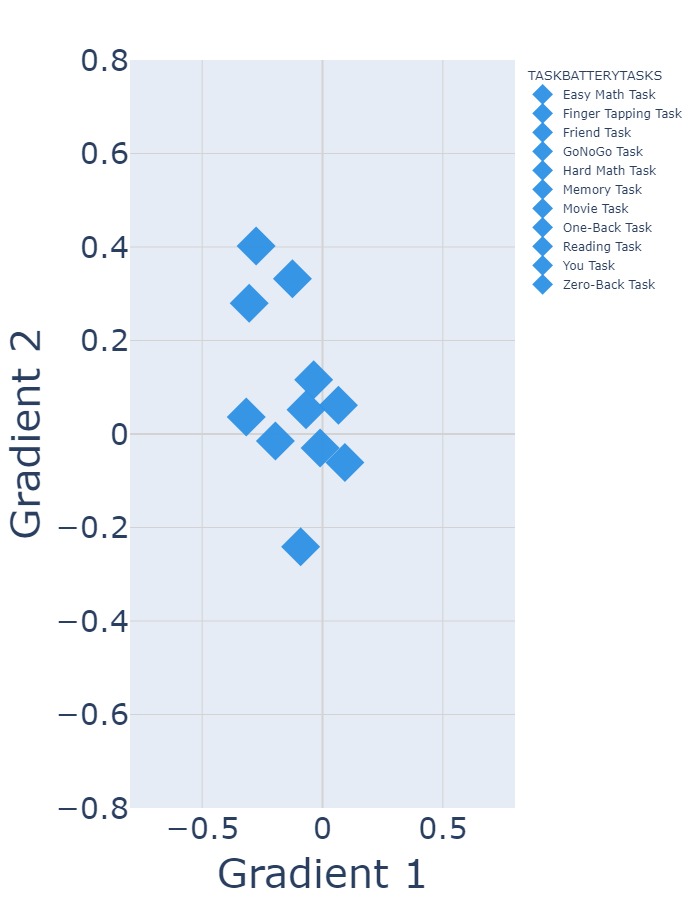 TASKBATTERYTASKS
Easy Math Task
Finger Tapping Task
Friend Task
GoNoGo Task
Hard Math Task
Memory Task
Movie Task
One-Back Task
Reading Task
You Task
Zero-Back Task
Gradient 2
0.8
0.6
0.4
0.2
0
−0.2
−0.4
−0.6
−0.8
−0.5
0
0.5
Gradient 1